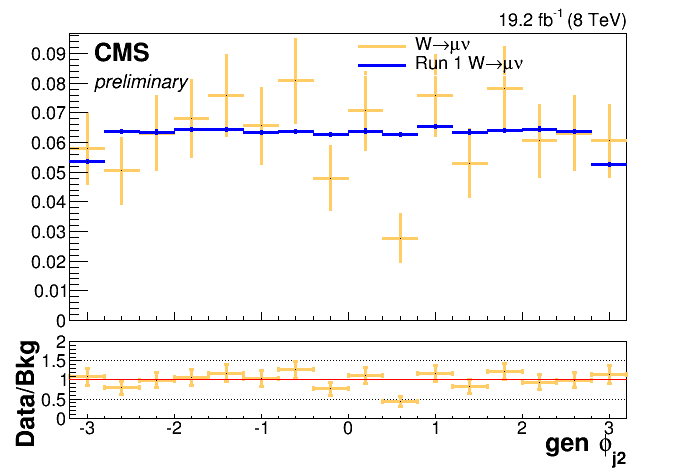 19.2 fb⁻¹ (8 TeV)
CMS
preliminary
W→μν
Run 1 W→μν
0.09
0.08
0.07
0.06
0.05
0.04
0.03
0.02
0.01
0
Data/Bkg
2
1.5
1
0.5
0
-3 -2 -1 0 1 2 3
gen ϕj2